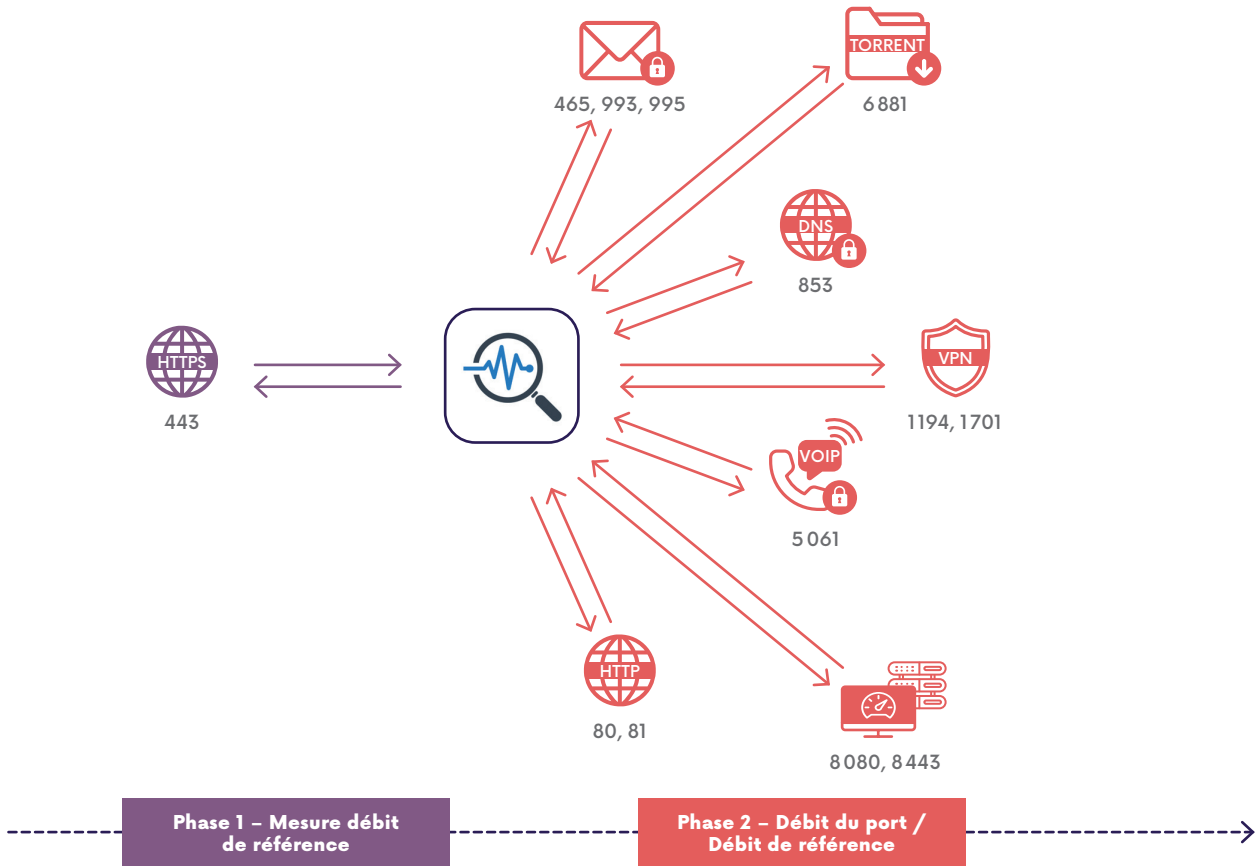 TORRENT
465, 993, 995
6 881
DNS
853
HTTPS
443
VPN
1194, 1701
VOIP
5 061
HTTP
80, 81
8 080, 8 443
Phase 1 – Mesure débit
de référence
Phase 2 – Débit du port /
Débit de référence